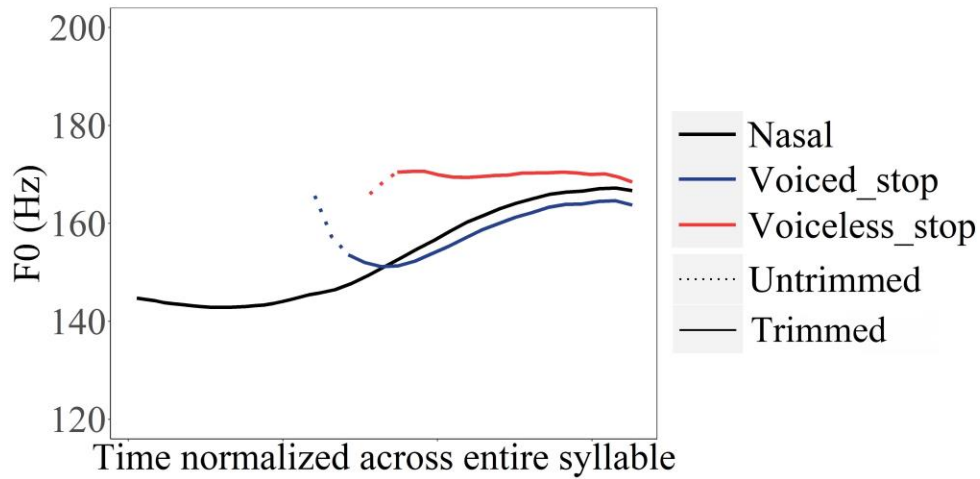 200
180
160
140
120
F0 (Hz)
Time normalized across entire syllable
Nasal
Voiced_stop
Voiceless_stop
Untrimmed
Trimmed